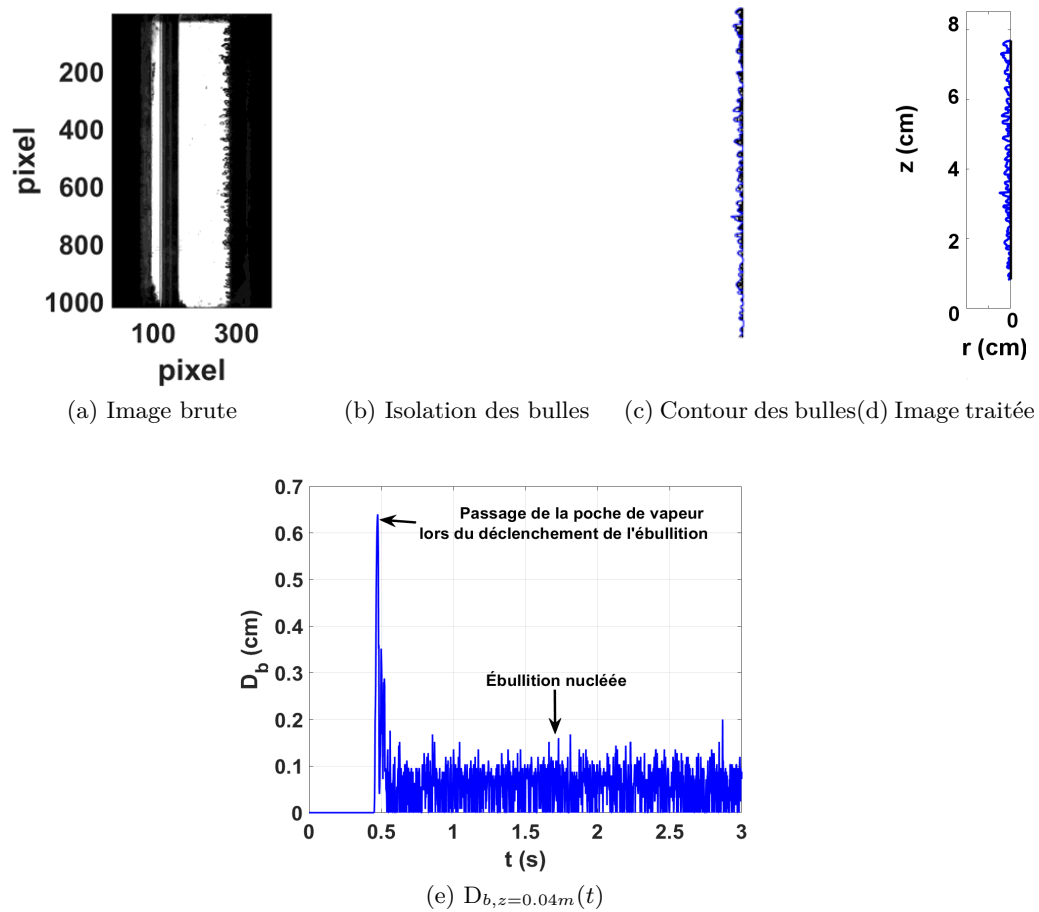 pixel
200
400
600
800
1000
100 300
pixel
8
6
4
2
0
z (cm)
0
r (cm)
(a) Image brute
(b) Isolation des bulles
(c) Contour des bulles
(d) Image traitée
0.7
0.6
0.5
0.4
0.3
0.2
0.1
0
D_b (cm)
Passage de la poche de vapeur
lors du déclenchement de l'ébullition
Ébullition nucléée
0 0.5 1 1.5 2 2.5 3
t (s)
(e) D_{b,z=0.04m}(t)